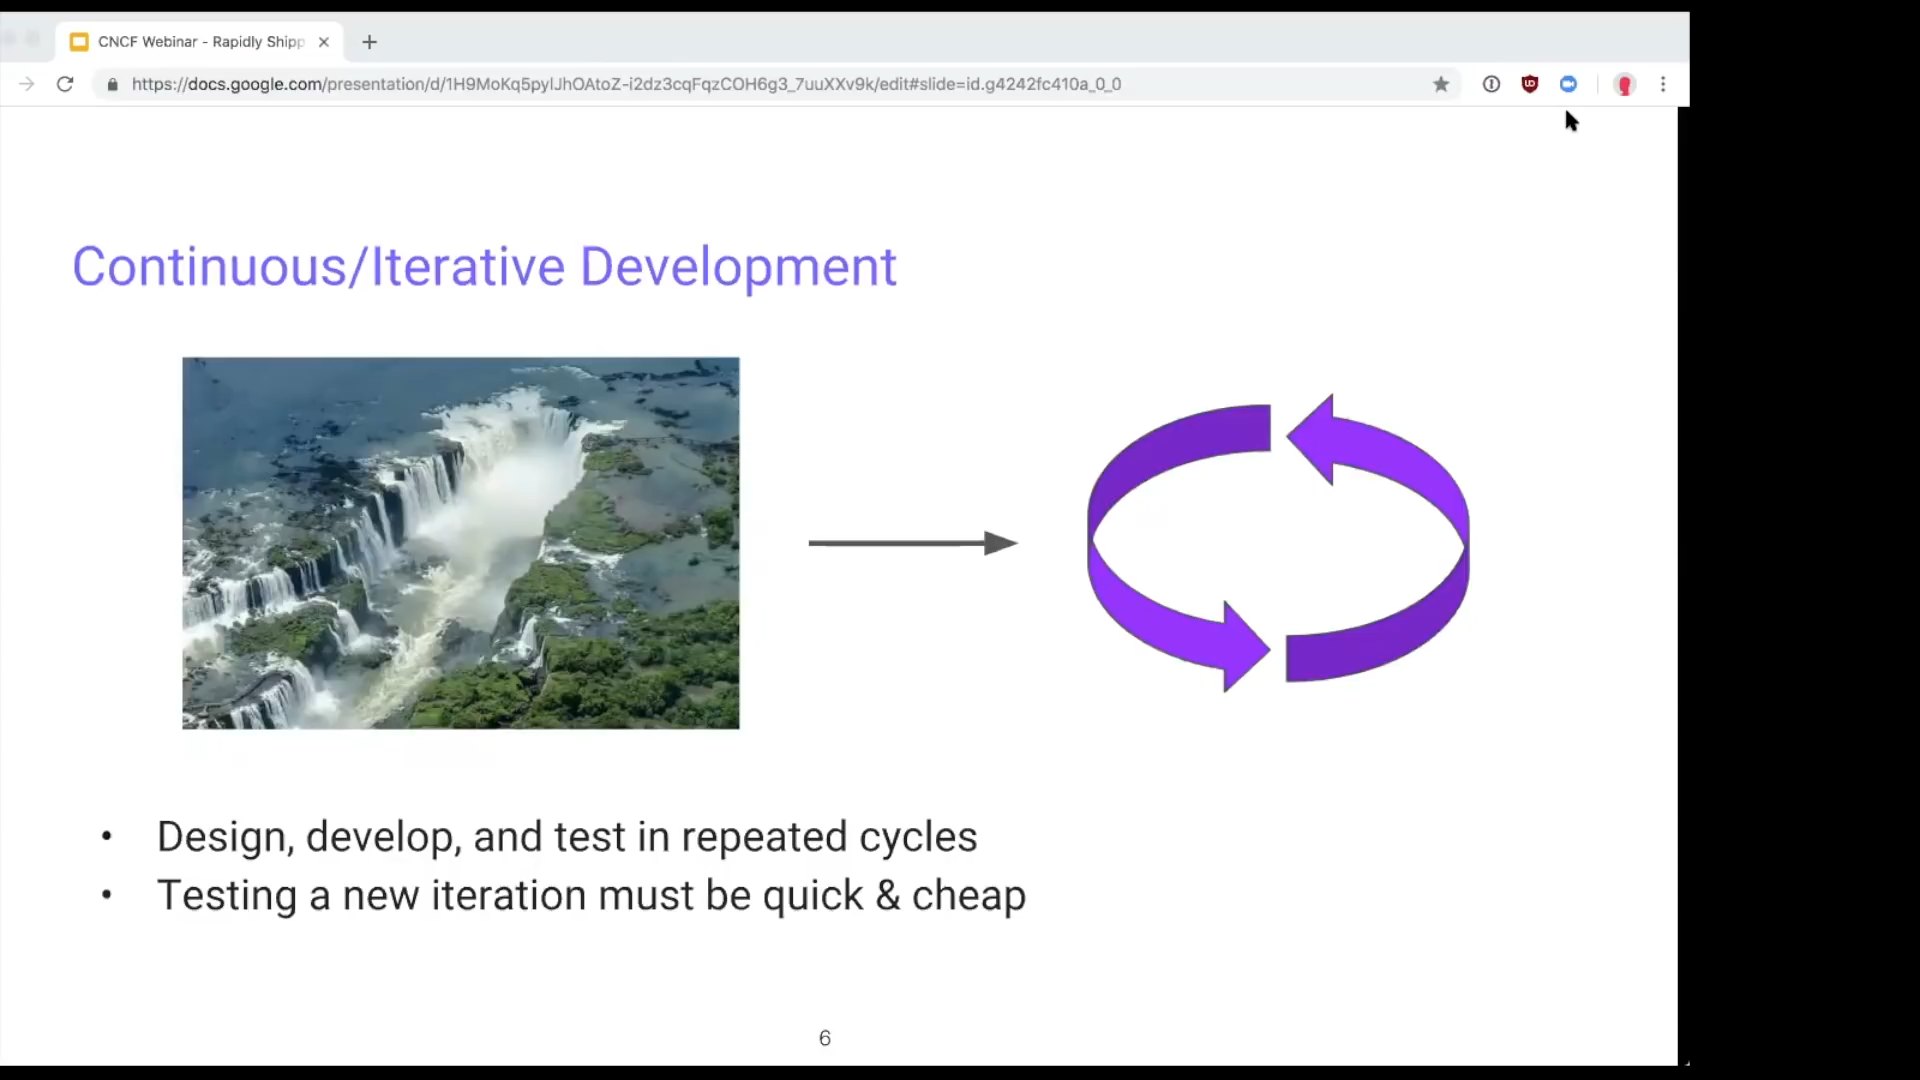 CNCF Webinar - Rapidly Shipp
https://docs.google.com/presentation/d/1H9MoKq5pylJhOAtoZ-i2dz3cqFqzCOH6g3_7uuXXv9k/edit#slide=id.g4242fc410a_0_0
Continuous/Iterative Development
• Design, develop, and test in repeated cycles
• Testing a new iteration must be quick & cheap
6